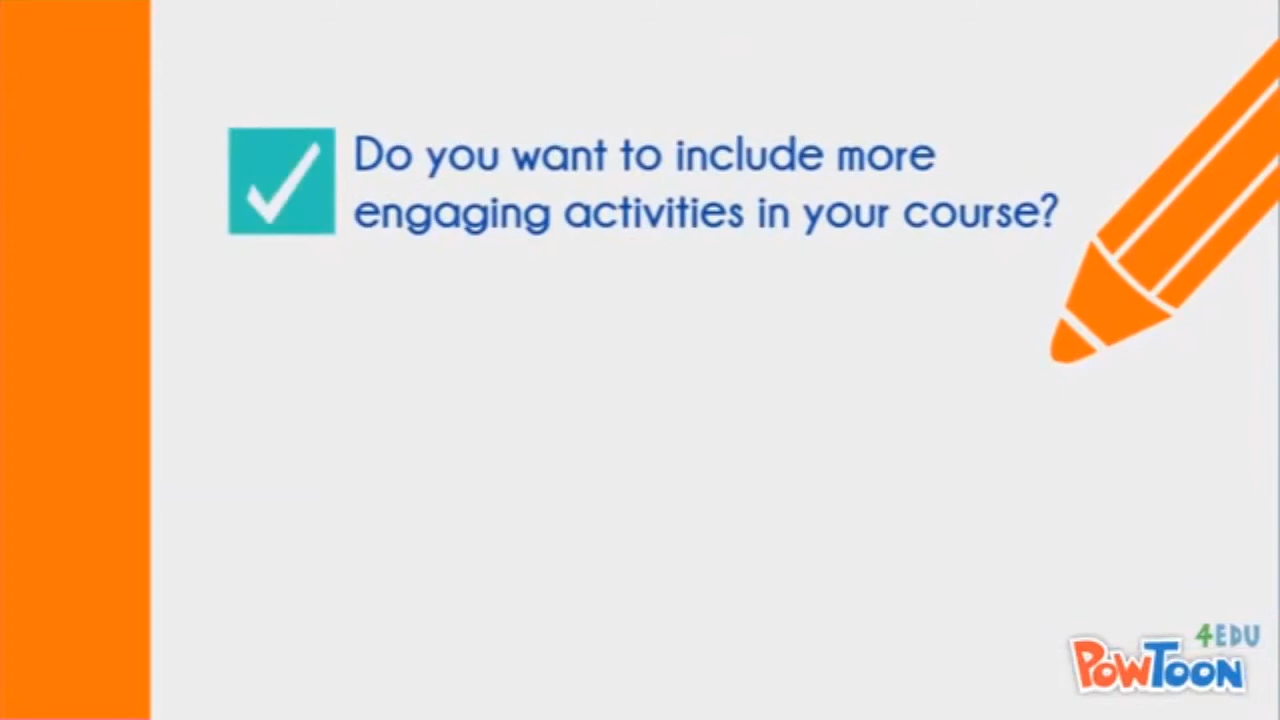 Do you want to include more
engaging activities in your course?
4EDU
PowToon